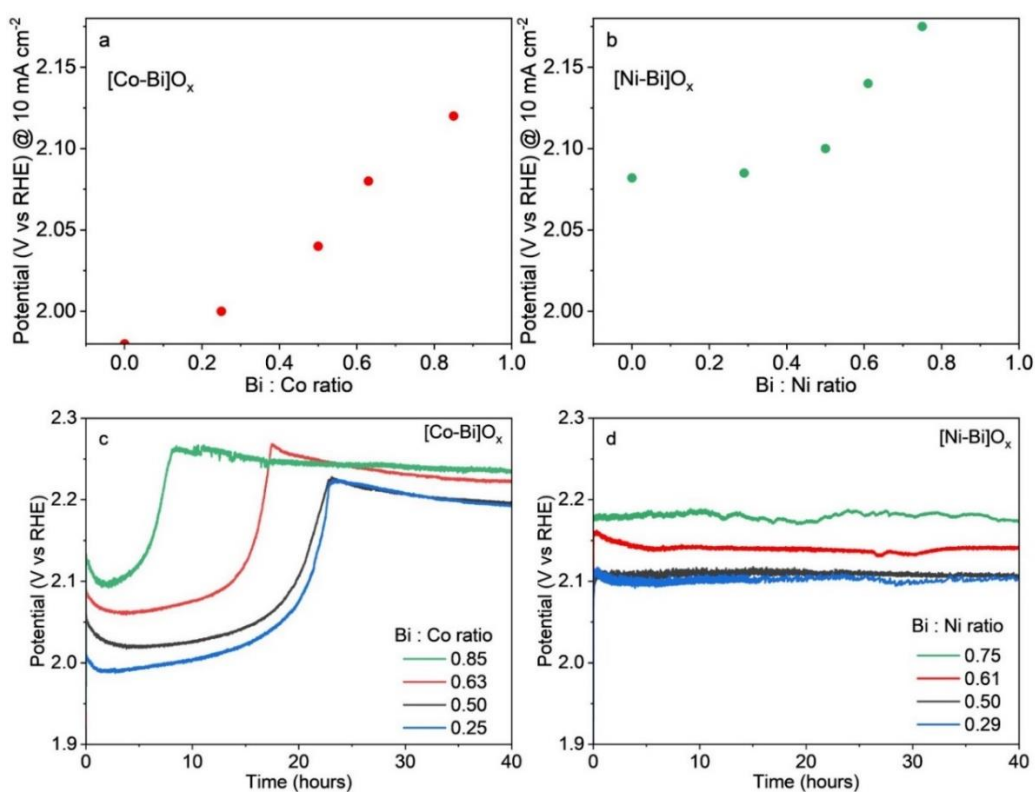 a
[Co-Bi]Oₓ
Potential (V vs RHE) @ 10 mA cm⁻²
2.15
2.10
2.05
2.00
0.0 0.2 0.4 0.6 0.8 1.0
Bi : Co ratio
b
[Ni-Bi]Oₓ
Potential (V vs RHE) @ 10 mA cm⁻²
2.15
2.10
2.05
2.00
0.0 0.2 0.4 0.6 0.8 1.0
Bi : Ni ratio
c
[Co-Bi]Oₓ
Potential (V vs RHE)
2.3
2.2
2.1
2.0
1.9
Bi : Co ratio
0.85
0.63
0.50
0.25
0 10 20 30 40
Time (hours)
d
[Ni-Bi]Oₓ
Potential (V vs RHE)
2.3
2.2
2.1
2.0
1.9
Bi : Ni ratio
0.75
0.61
0.50
0.29
0 10 20 30 40
Time (hours)